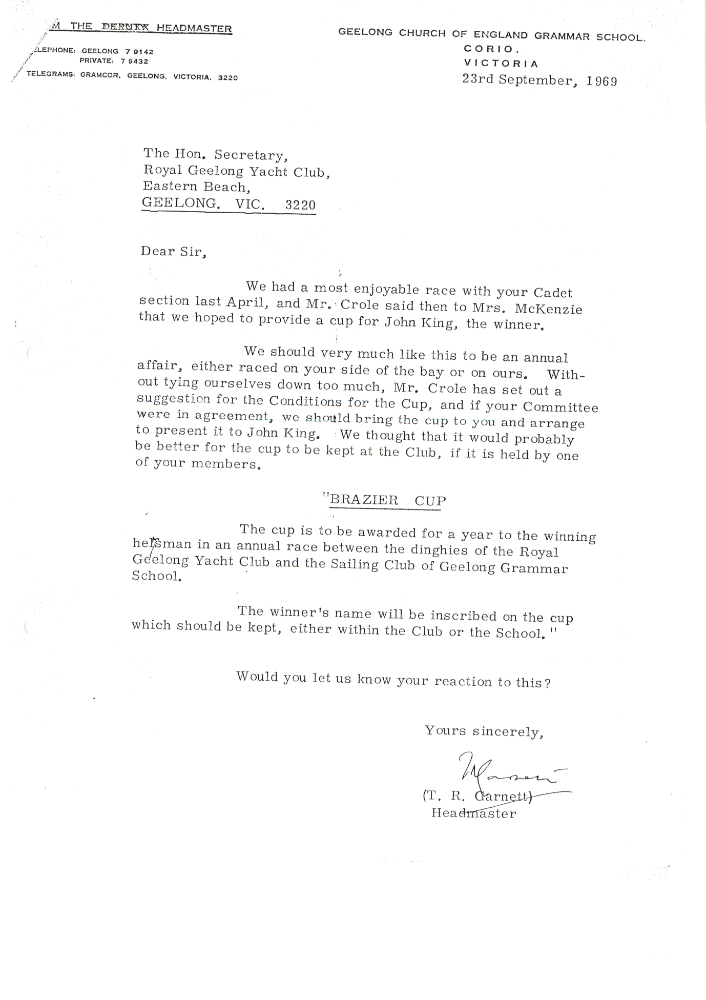 M THE HEADMASTER
GEELONG CHURCH OF ENGLAND GRAMMAR SCHOOL.
LEPHONE: GEELONG 7 9142
CORIO.
PRIVATE: 7 9432
VICTORIA
TELEGRAMS: GRAMCOR, GEELONG, VICTORIA, 3220
23rd September, 1969
The Hon. Secretary,
Royal Geelong Yacht Club,
Eastern Beach,
GEELONG. VIC. 3220
Dear Sir,
We had a most enjoyable race with your Cadet
section last April, and Mr. Crole said then to Mrs. McKenzie
that we hoped to provide a cup for John King, the winner.
We should very much like this to be an annual
affair, either raced on your side of the bay or on ours. With-
out tying ourselves down too much, Mr. Crole has set out a
suggestion for the Conditions for the Cup, and if your Committee
were in agreement, we should bring the cup to you and arrange
to present it to John King. We thought that it would probably
be better for the cup to be kept at the Club, if it is held by one
of your members.
"BRAZIER CUP
The cup is to be awarded for a year to the winning
helsman in an annual race between the dinghies of the Royal
Geelong Yacht Club and the Sailing Club of Geelong Grammar
School.
The winner's name will be inscribed on the cup
which should be kept, either within the Club or the School."
Would you let us know your reaction to this?
Yours sincerely,
(T. R. Garnett)
Headmaster